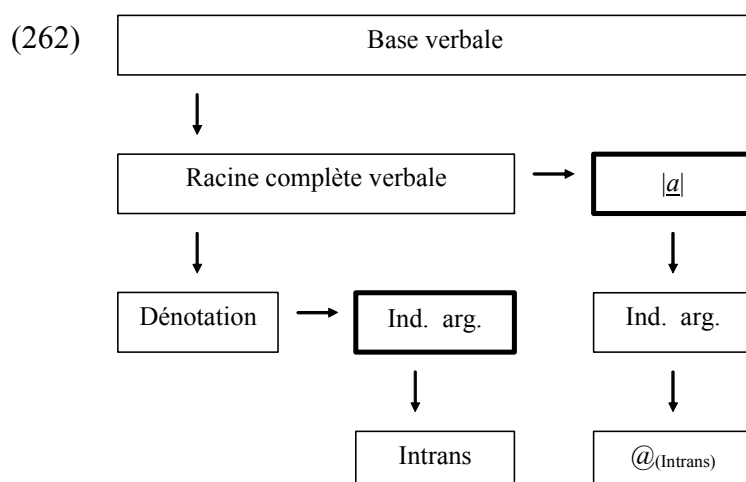 (262) Base verbale
Racine complète verbale |a|
Dénotation Ind. arg. Ind. arg.
Intrans @(Intrans)